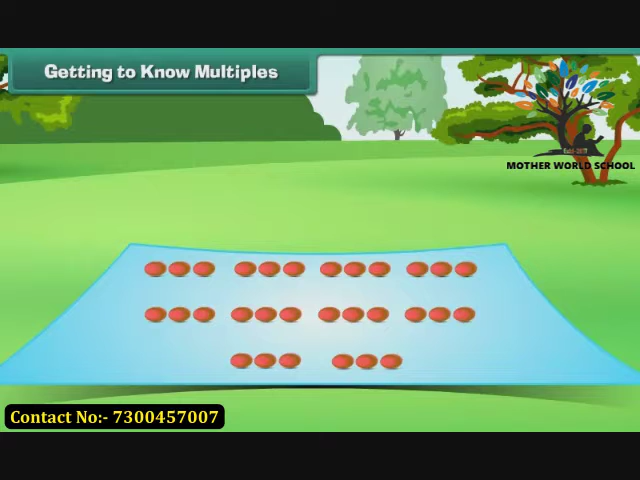 Getting to Know Multiples
MOTHER WORLD SCHOOL
Contact No:- 7300457007